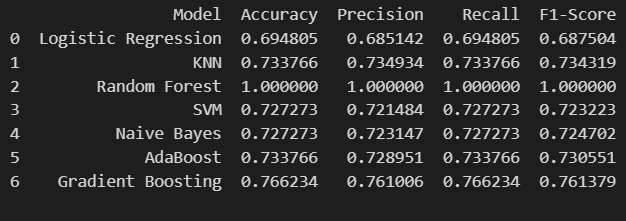 Model Accuracy Precision Recall F1-Score
0 Logistic Regression 0.694805 0.685142 0.694805 0.687504
1 KNN 0.733766 0.734934 0.733766 0.734319
2 Random Forest 1.000000 1.000000 1.000000 1.000000
3 SVM 0.727273 0.721484 0.727273 0.723223
4 Naive Bayes 0.727273 0.723147 0.727273 0.724702
5 AdaBoost 0.733766 0.728951 0.733766 0.730551
6 Gradient Boosting 0.766234 0.761006 0.766234 0.761379